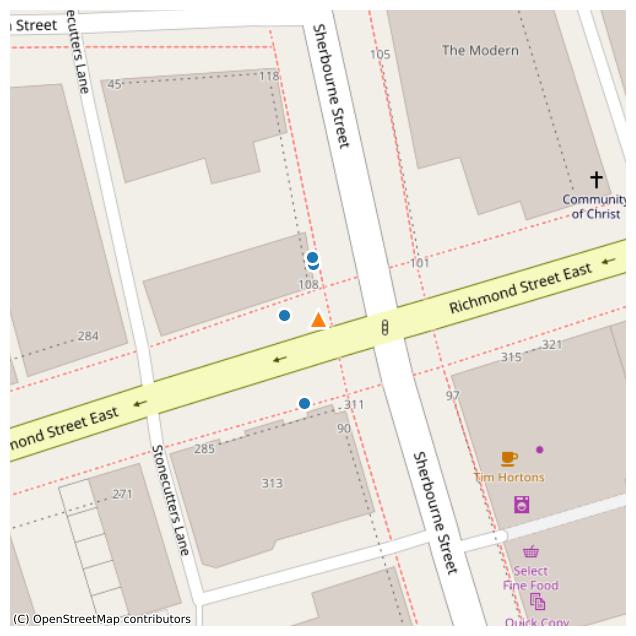 n Street
ecutters Lane
Sherbourne Street
105
The Modern
45
118
Community
of Christ
101
108
Richmond Street East
284
321
315
mond Street East
97
311
90
285
Tim Hortons
313
271
Stonecutters Lane
Sherbourne Street
Select
Fine Food
Quick Copy
(C) OpenStreetMap contributors